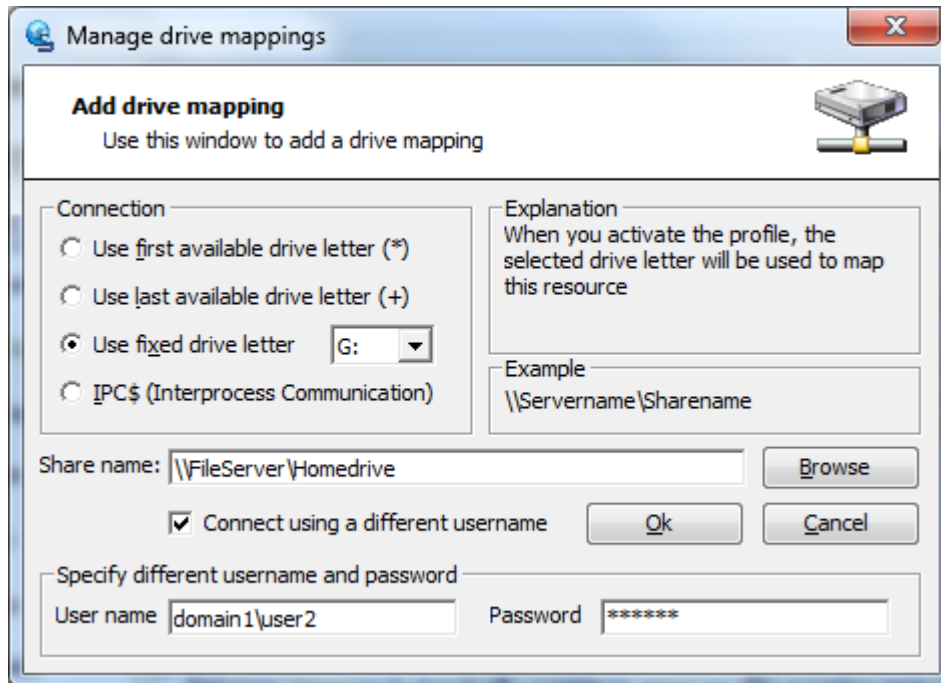 Manage drive mappings
Add drive mapping
Use this window to add a drive mapping
Connection
Use first available drive letter (*)
Use last available drive letter (+)
Use fixed drive letter G:
IPC$ (Interprocess Communication)
Explanation
When you activate the profile, the
selected drive letter will be used to map
this resource
Example
\\Servername\Sharename
Share name: \\FileServer\Homedrive Browse
Connect using a different username Ok Cancel
Specify different username and password
User name domain1\user2 Password ******